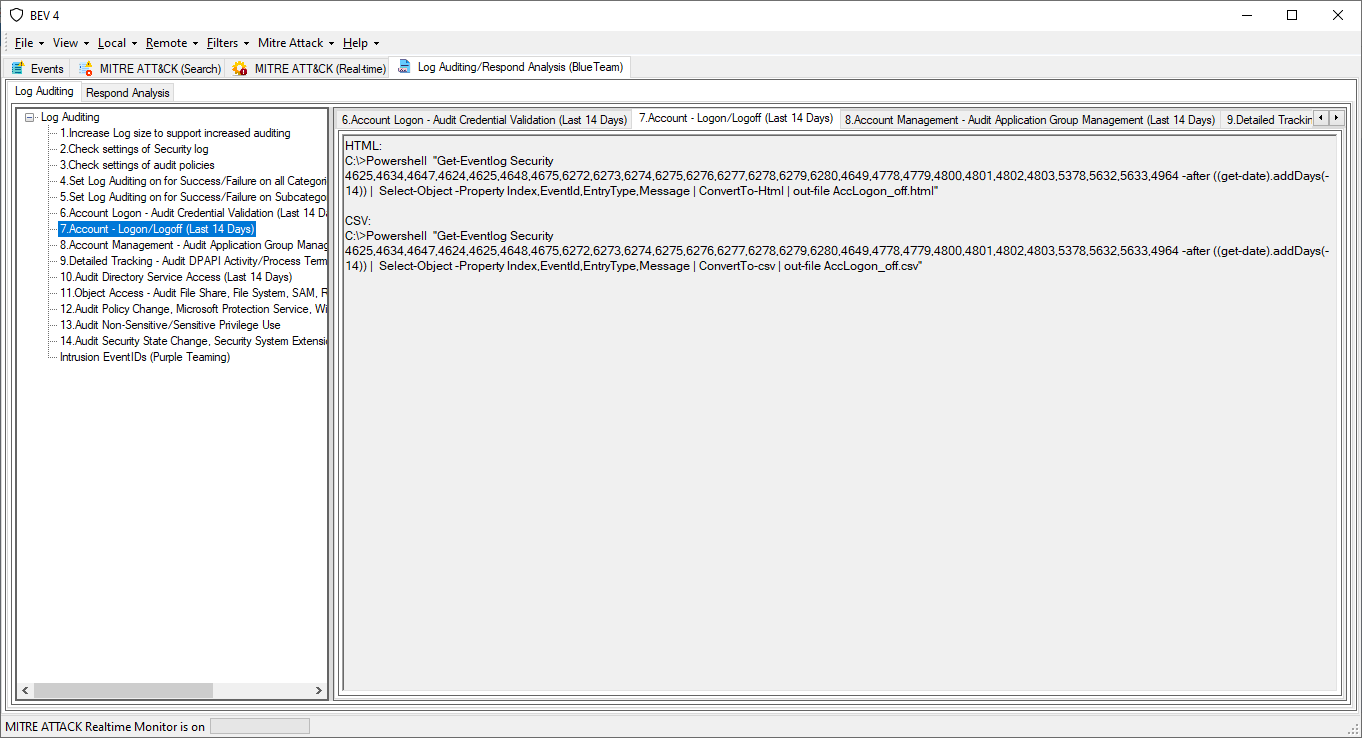 BEV 4
File View Local Remote Filters Mitre Attack Help
Events MITRE ATT&CK (Search) MITRE ATT&CK (Real-time) Log Auditing/Respond Analysis (BlueTeam)
Log Auditing Respond Analysis
Log Auditing
1.Increase Log size to support increased auditing
2.Check settings of Security log
3.Check settings of audit policies
4.Set Log Auditing on for Success/Failure on all Categori
5.Set Log Auditing on for Success/Failure on Subcatego
6.Account Logon - Audit Credential Validation (Last 14 Da
7.Account - Logon/Logoff (Last 14 Days)
8.Account Management - Audit Application Group Manag
9.Detailed Tracking - Audit DPAPI Activity/Process Term
10.Audit Directory Service Access (Last 14 Days)
11.Object Access - Audit File Share, File System, SAM, R
12.Audit Policy Change, Microsoft Protection Service, Wi
13.Audit Non-Sensitive/Sensitive Privilege Use
14.Audit Security State Change, Security System Extensi
Intrusion EventIDs (Purple Teaming)
6.Account Logon - Audit Credential Validation (Last 14 Days) 7.Account - Logon/Logoff (Last 14 Days) 8.Account Management - Audit Application Group Management (Last 14 Days) 9.Detailed Trackin
HTML:
C:\>Powershell "Get-Eventlog Security
4625,4634,4647,4624,4625,4648,4675,6272,6273,6274,6275,6276,6277,6278,6279,6280,4649,4778,4779,4800,4801,4802,4803,5378,5632,5633,4964 -after ((get-date).addDays(-
14)) | Select-Object -Property Index,EventId,EntryType,Message | ConvertTo-Html | out-file AccLogon_off.html"
CSV:
C:\>Powershell "Get-Eventlog Security
4625,4634,4647,4624,4625,4648,4675,6272,6273,6274,6275,6276,6277,6278,6279,6280,4649,4778,4779,4800,4801,4802,4803,5378,5632,5633,4964 -after ((get-date).addDays(-
14)) | Select-Object -Property Index,EventId,EntryType,Message | ConvertTo-csv | out-file AccLogon_off.csv"
MITRE ATTACK Realtime Monitor is on